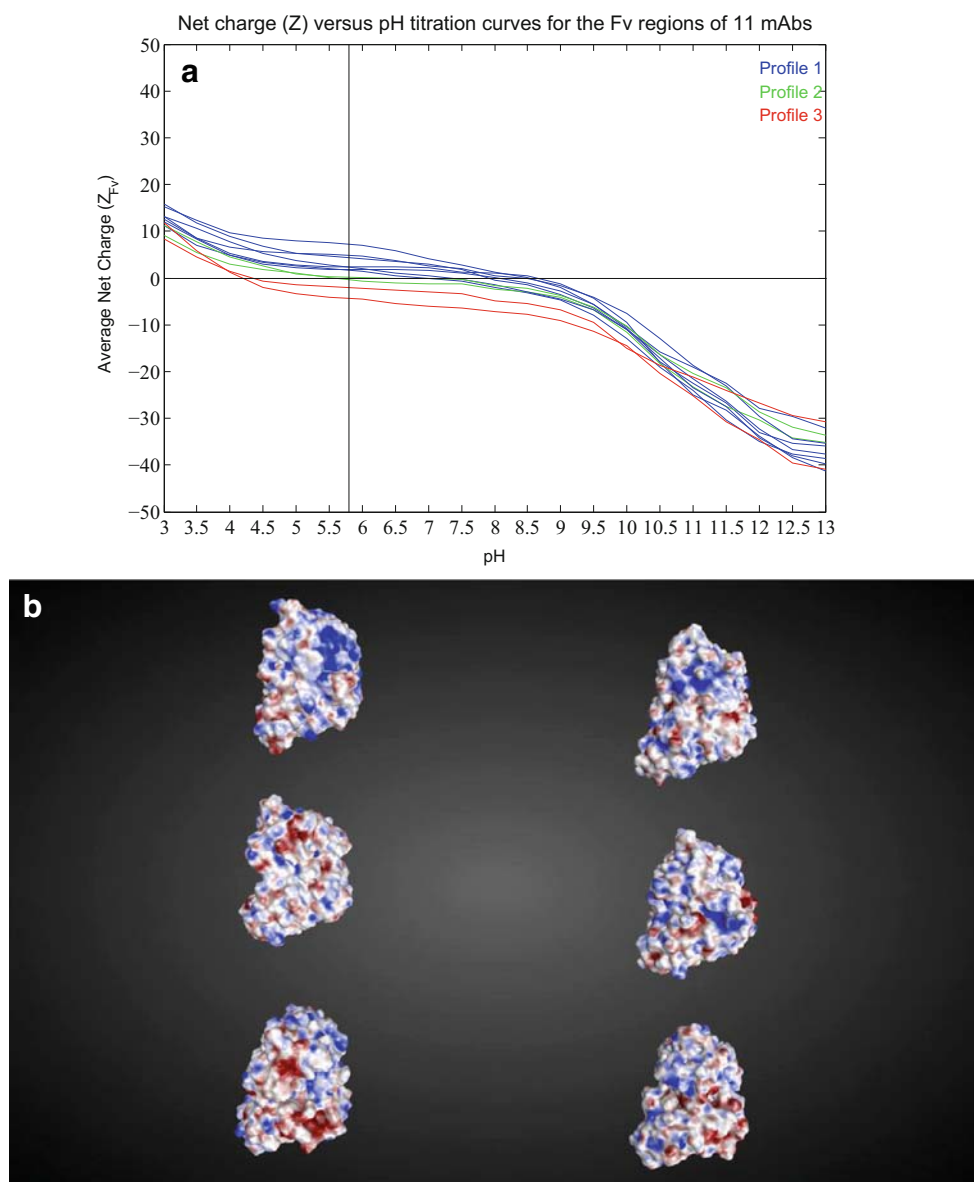 Net charge (Z) versus pH titration curves for the Fv regions of 11 mAbs
a
Profile 1
Profile 2
Profile 3
Average Net Charge (Z_Fv)
50
40
30
20
10
0
−10
−20
−30
−40
−50
3 3.5 4 4.5 5 5.5 6 6.5 7 7.5 8 8.5 9 9.5 10 10.5 11 11.5 12 12.5 13
pH
b